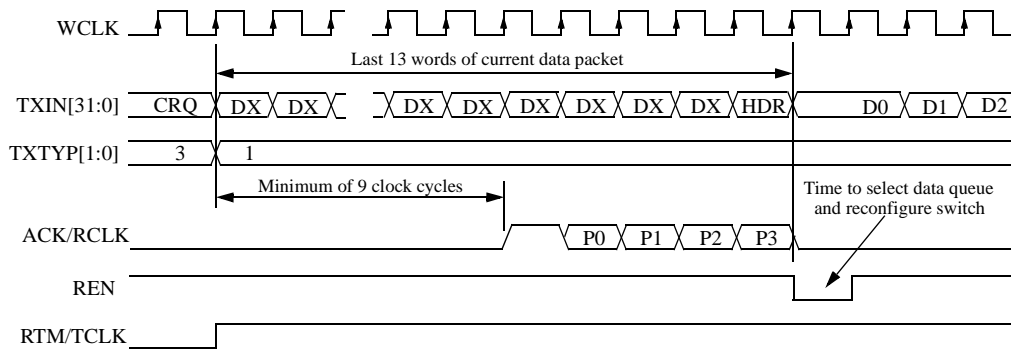 WCLK
Last 13 words of current data packet
TXIN[31:0] CRQ DX DX DX DX DX DX DX DX HDR D0 D1 D2
TXTYP[1:0] 3 1
Minimum of 9 clock cycles
Time to select data queue
and reconfigure switch
ACK/RCLK P0 P1 P2 P3
REN
RTM/TCLK